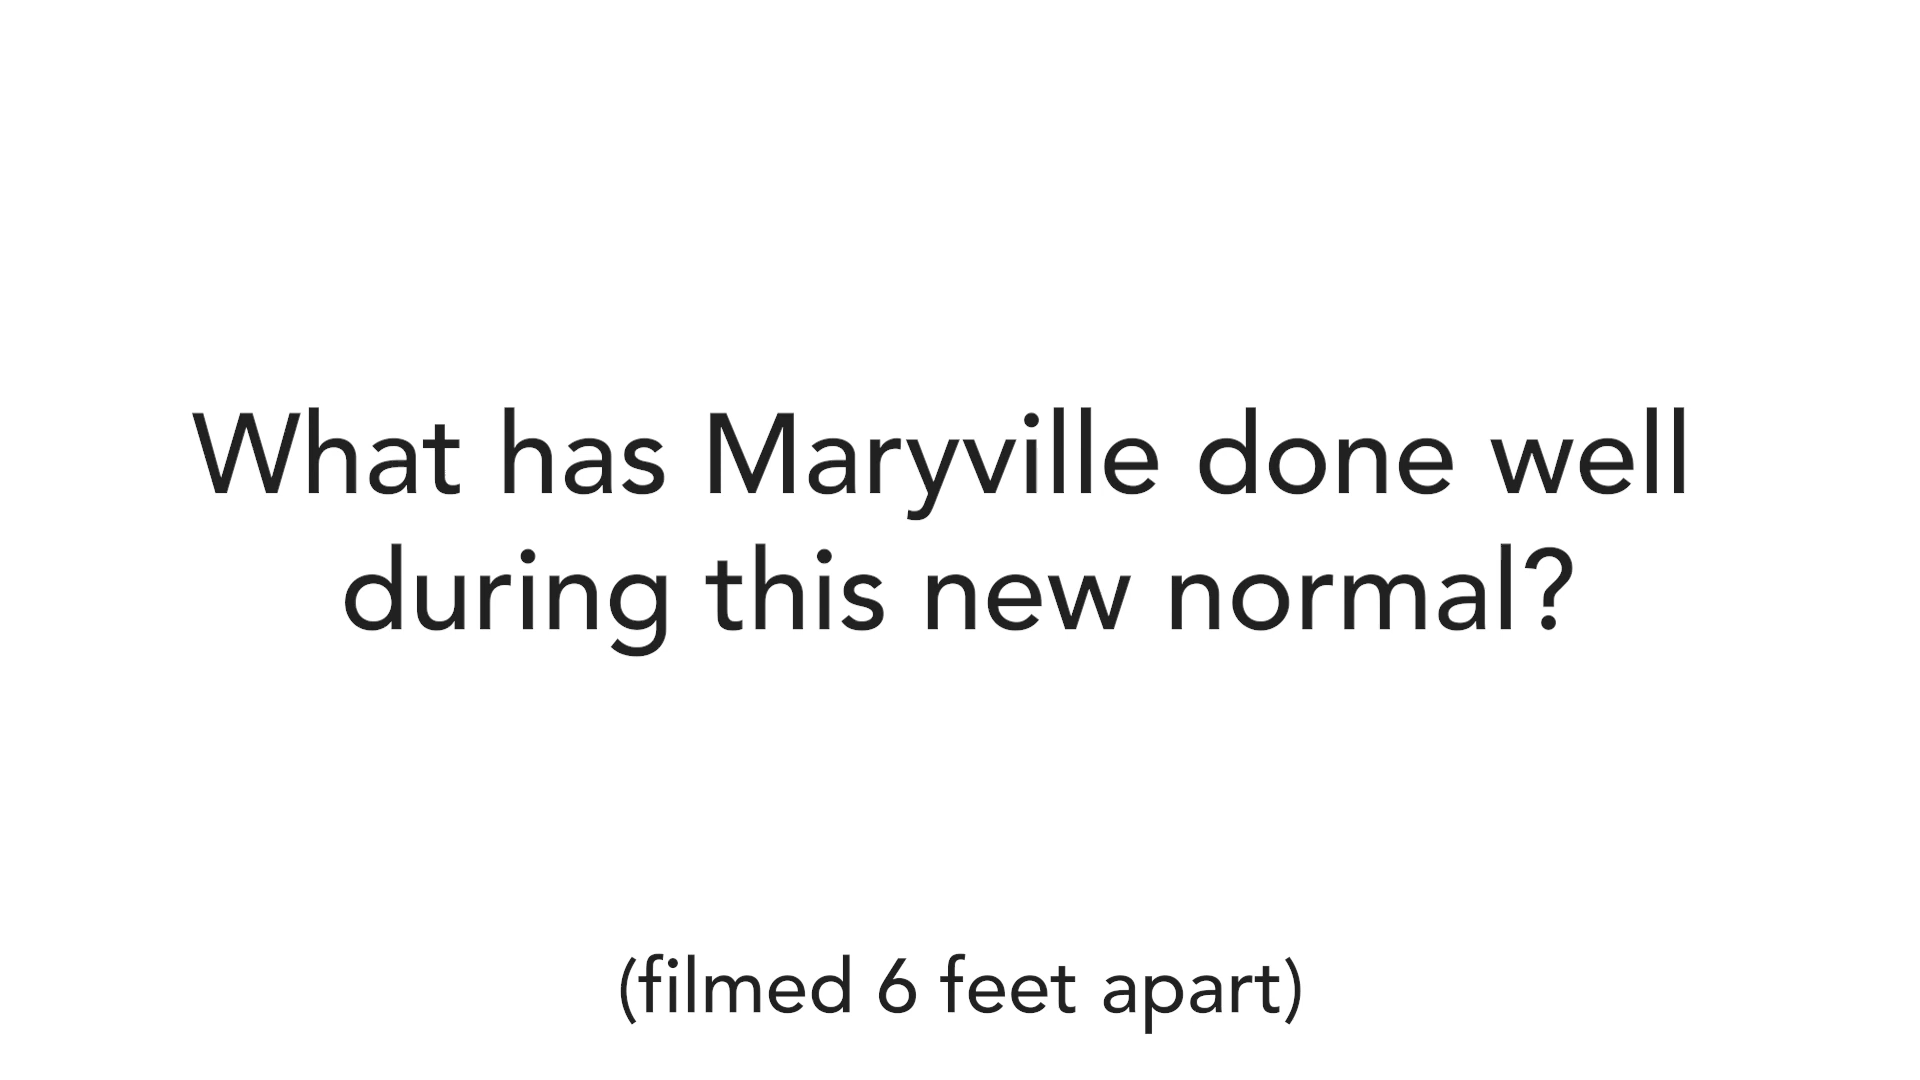 What has Maryville done well
during this new normal?
(filmed 6 feet apart)